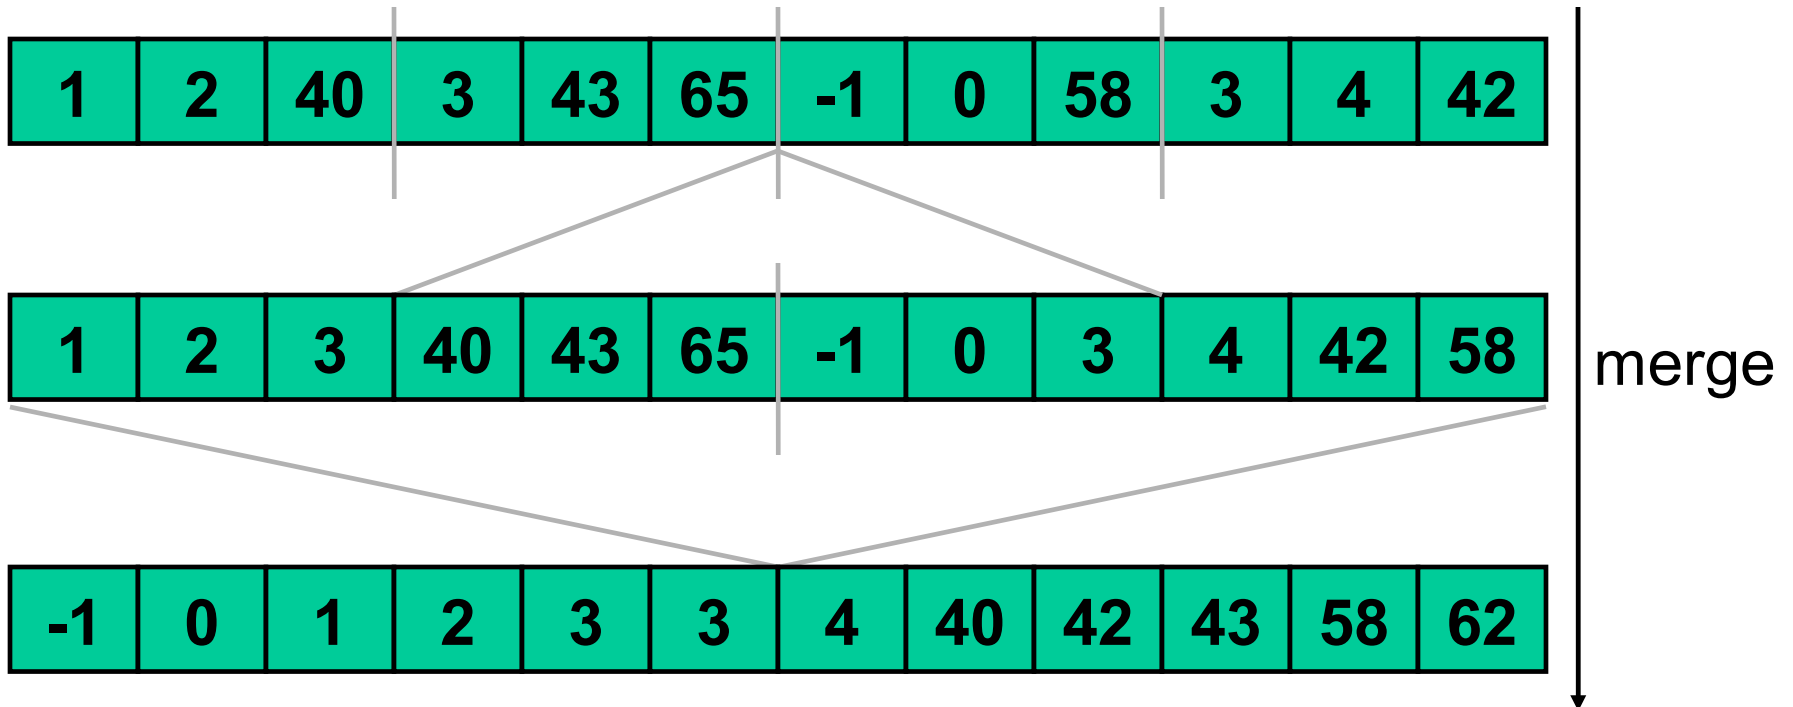 1 2 40 3 43 65 -1 0 58 3 4 42
1 2 3 40 43 65 -1 0 3 4 42 58
merge
-1 0 1 2 3 3 4 40 42 43 58 62